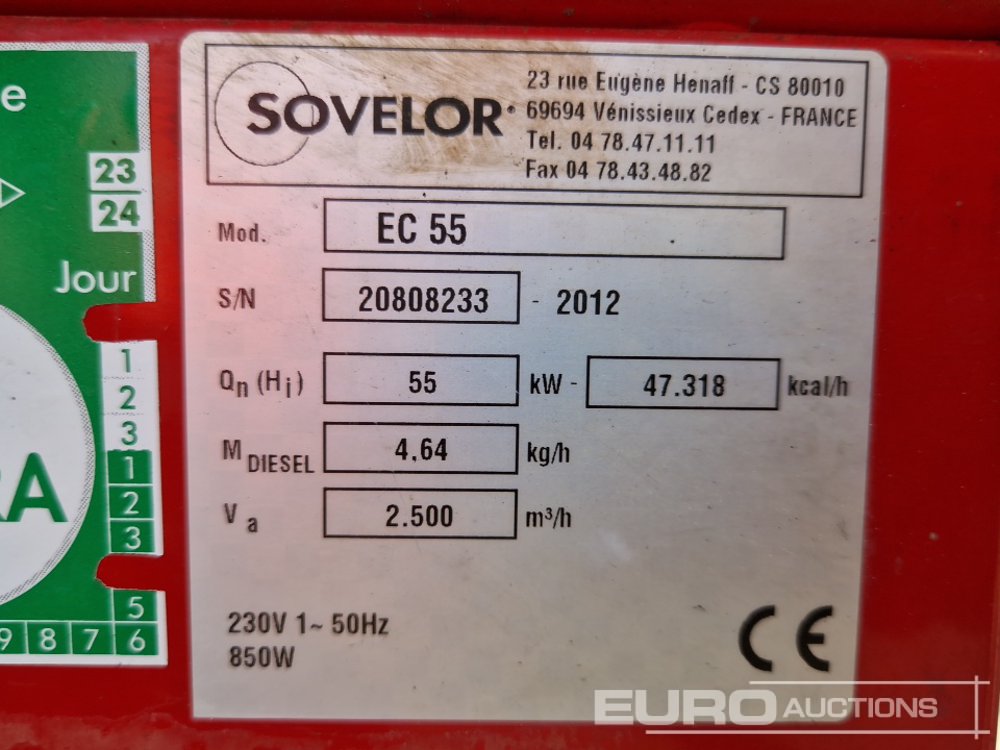 SOVELOR®
23 rue Eugène Henaff - CS 80010
69694 Vénissieux Cedex - FRANCE
Tel. 04 78.47.11.11
Fax 04 78.43.48.82
Mod. EC 55
S/N 20808233 - 2012
Qn (Hi) 55 kW - 47.318 kcal/h
M DIESEL 4,64 kg/h
Va 2.500 m³/h
230V 1~ 50Hz
850W
CE
e
23
24
Jour
1
2
3
1
2
3
RA
5
9 8 7 6
EURO AUCTIONS